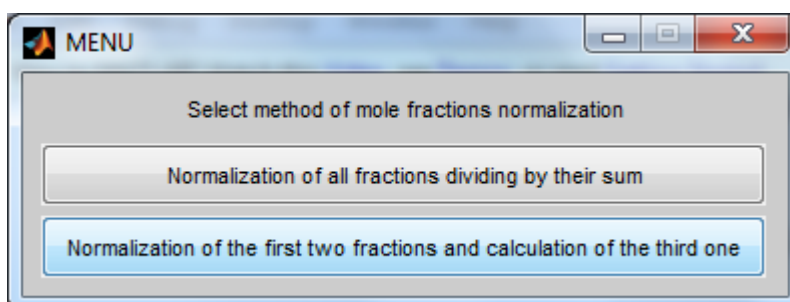 MENU
Select method of mole fractions normalization
Normalization of all fractions dividing by their sum
Normalization of the first two fractions and calculation of the third one